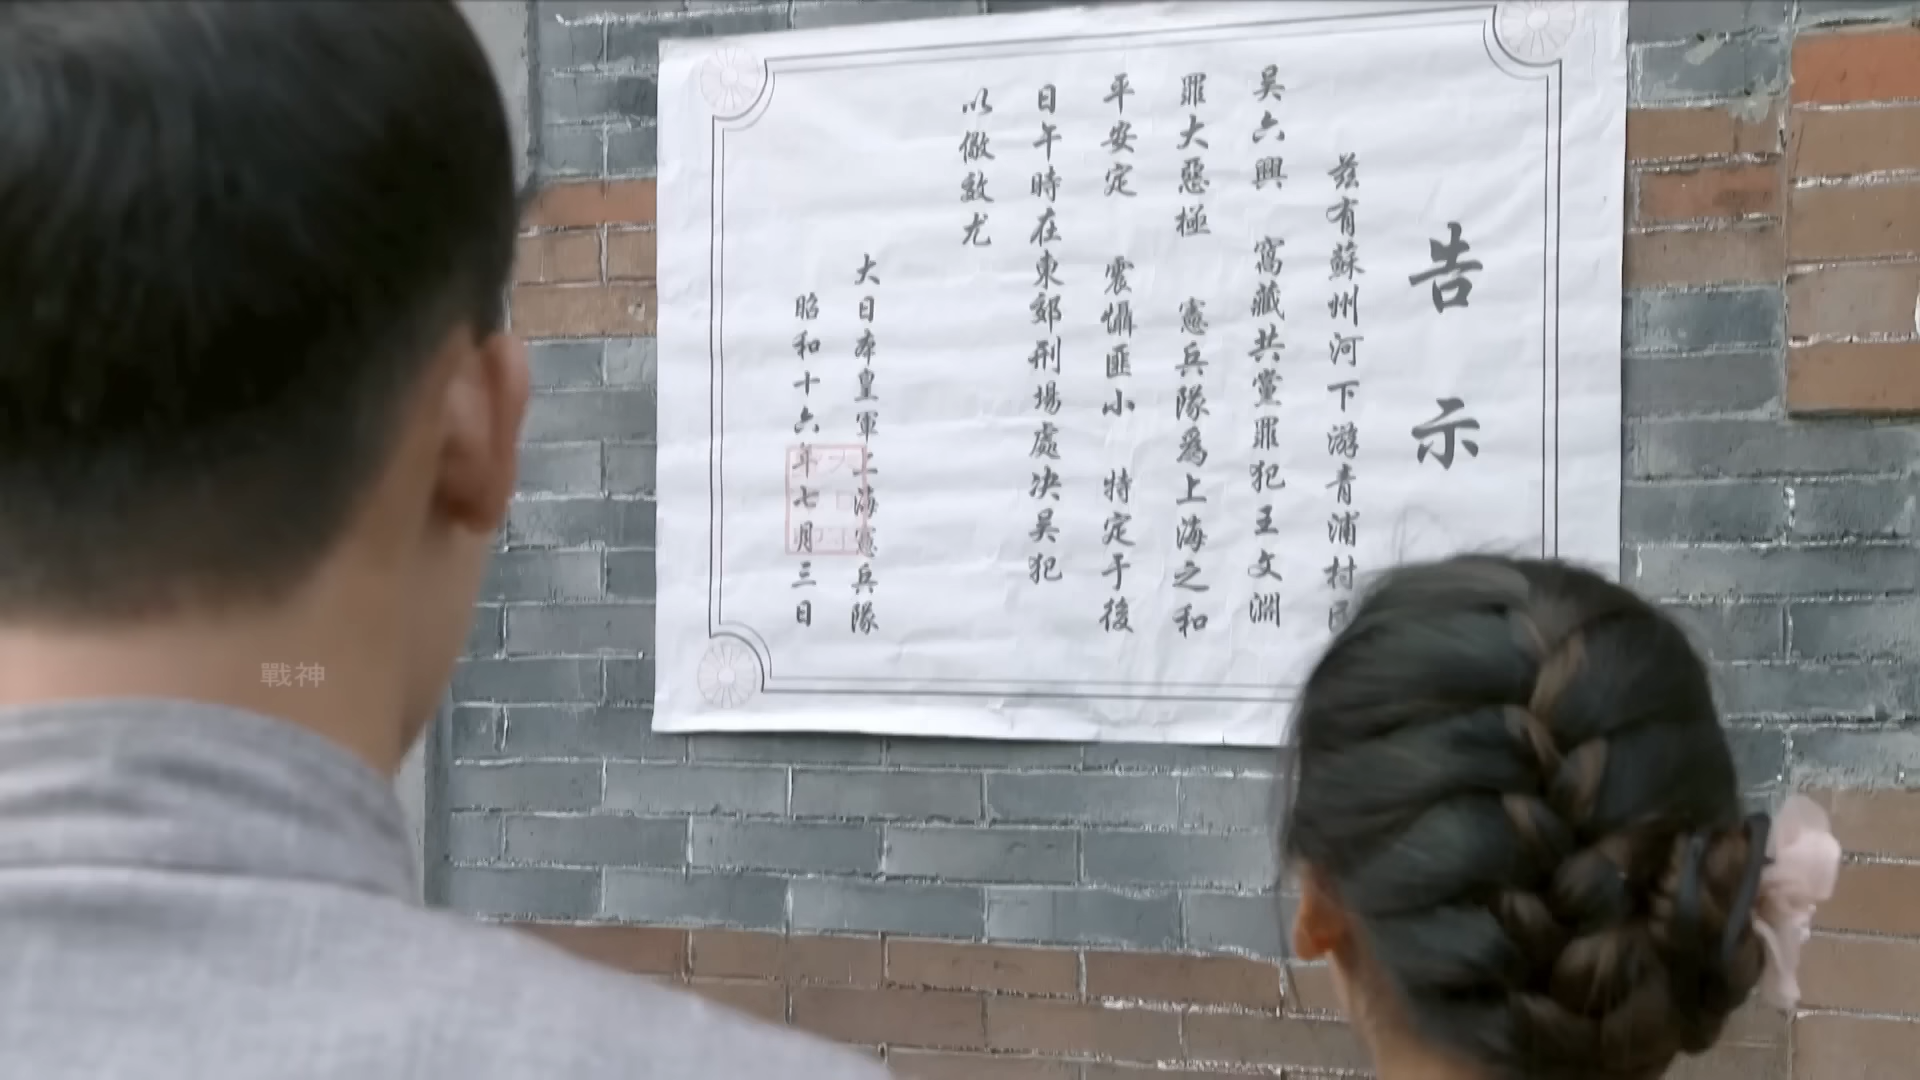 告示
茲有蘇州河下游青浦村民
吴六興 窩藏共黨罪犯王文淵
罪大惡極 憲兵隊爲上海之和
平安定 震懾匪小 特定于後
日午時在東郊刑場處决吴犯
以儆效尤
大日本皇軍上海憲兵隊
昭和十六年七月三日
戰神